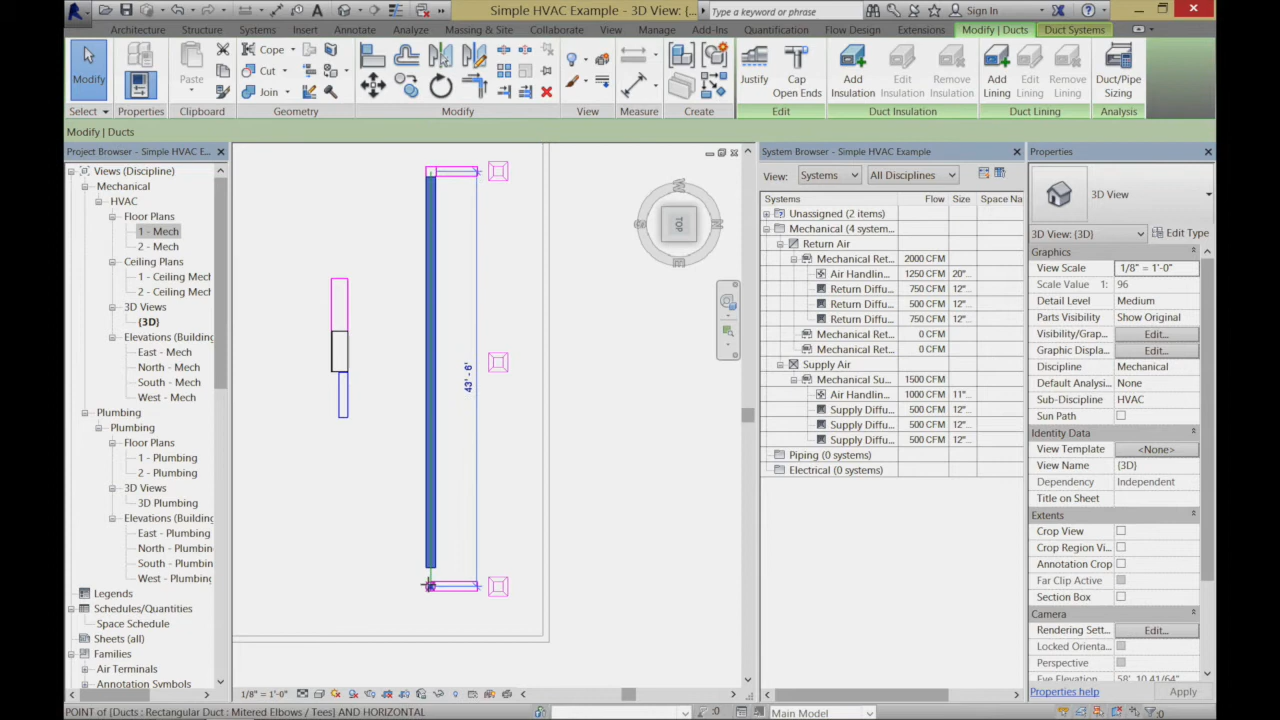 Simple HVAC Example - 3D View: {...
Type a keyword or phrase
Sign In
Architecture Structure Systems Insert Annotate Analyze Massing & Site Collaborate View Manage Add-Ins Quantification Flow Design Extensions Modify | Ducts Duct Systems
Modify
Paste
Cope
Cut
Join
Justify
Cap
Open Ends
Add
Insulation
Edit
Insulation
Remove
Insulation
Add
Lining
Edit
Lining
Remove
Lining
Duct/Pipe
Sizing
Select Properties Clipboard Geometry Modify View Measure Create Edit Duct Insulation Duct Lining Analysis
Modify | Ducts
Project Browser - Simple HVAC E...
Views (Discipline)
Mechanical
HVAC
Floor Plans
1 - Mech
2 - Mech
Ceiling Plans
1 - Ceiling Mech
2 - Ceiling Mech
3D Views
{3D}
Elevations (Building
East - Mech
North - Mech
South - Mech
West - Mech
Plumbing
Plumbing
Floor Plans
1 - Plumbing
2 - Plumbing
3D Views
3D Plumbing
Elevations (Building
East - Plumbing
North - Plumbing
South - Plumbing
West - Plumbing
Legends
Schedules/Quantities
Space Schedule
Sheets (all)
Families
Air Terminals
Annotation Symbols
43' - 6"
TOP
System Browser - Simple HVAC Example
View: Systems All Disciplines
Systems Flow Size Space Na
Unassigned (2 items)
Mechanical (4 system...
Return Air
Mechanical Ret... 2000 CFM
Air Handlin... 1250 CFM 20"...
Return Diffu... 750 CFM 12"...
Return Diffu... 500 CFM 12"...
Return Diffu... 750 CFM 12"...
Mechanical Ret... 0 CFM
Mechanical Ret... 0 CFM
Supply Air
Mechanical Su... 1500 CFM
Air Handlin... 1000 CFM 11"...
Supply Diffu... 500 CFM 12"...
Supply Diffu... 500 CFM 12"...
Supply Diffu... 500 CFM 12"...
Piping (0 systems)
Electrical (0 systems)
Properties
3D View
3D View: {3D} Edit Type
Graphics
View Scale 1/8" = 1'-0"
Scale Value 1: 96
Detail Level Medium
Parts Visibility Show Original
Visibility/Grap... Edit...
Graphic Displa... Edit...
Discipline Mechanical
Default Analysi... None
Sub-Discipline HVAC
Sun Path
Identity Data
View Template <None>
View Name {3D}
Dependency Independent
Title on Sheet
Extents
Crop View
Crop Region Vi...
Annotation Crop
Far Clip Active
Section Box
Camera
Rendering Sett... Edit...
Locked Orienta...
Perspective
Eye Elevation 58' 10.41/64"
Properties help Apply
1/8" = 1'-0"
POINT of [Ducts : Rectangular Duct : Mitered Elbows / Tees] AND HORIZONTAL
:0
Main Model
:0